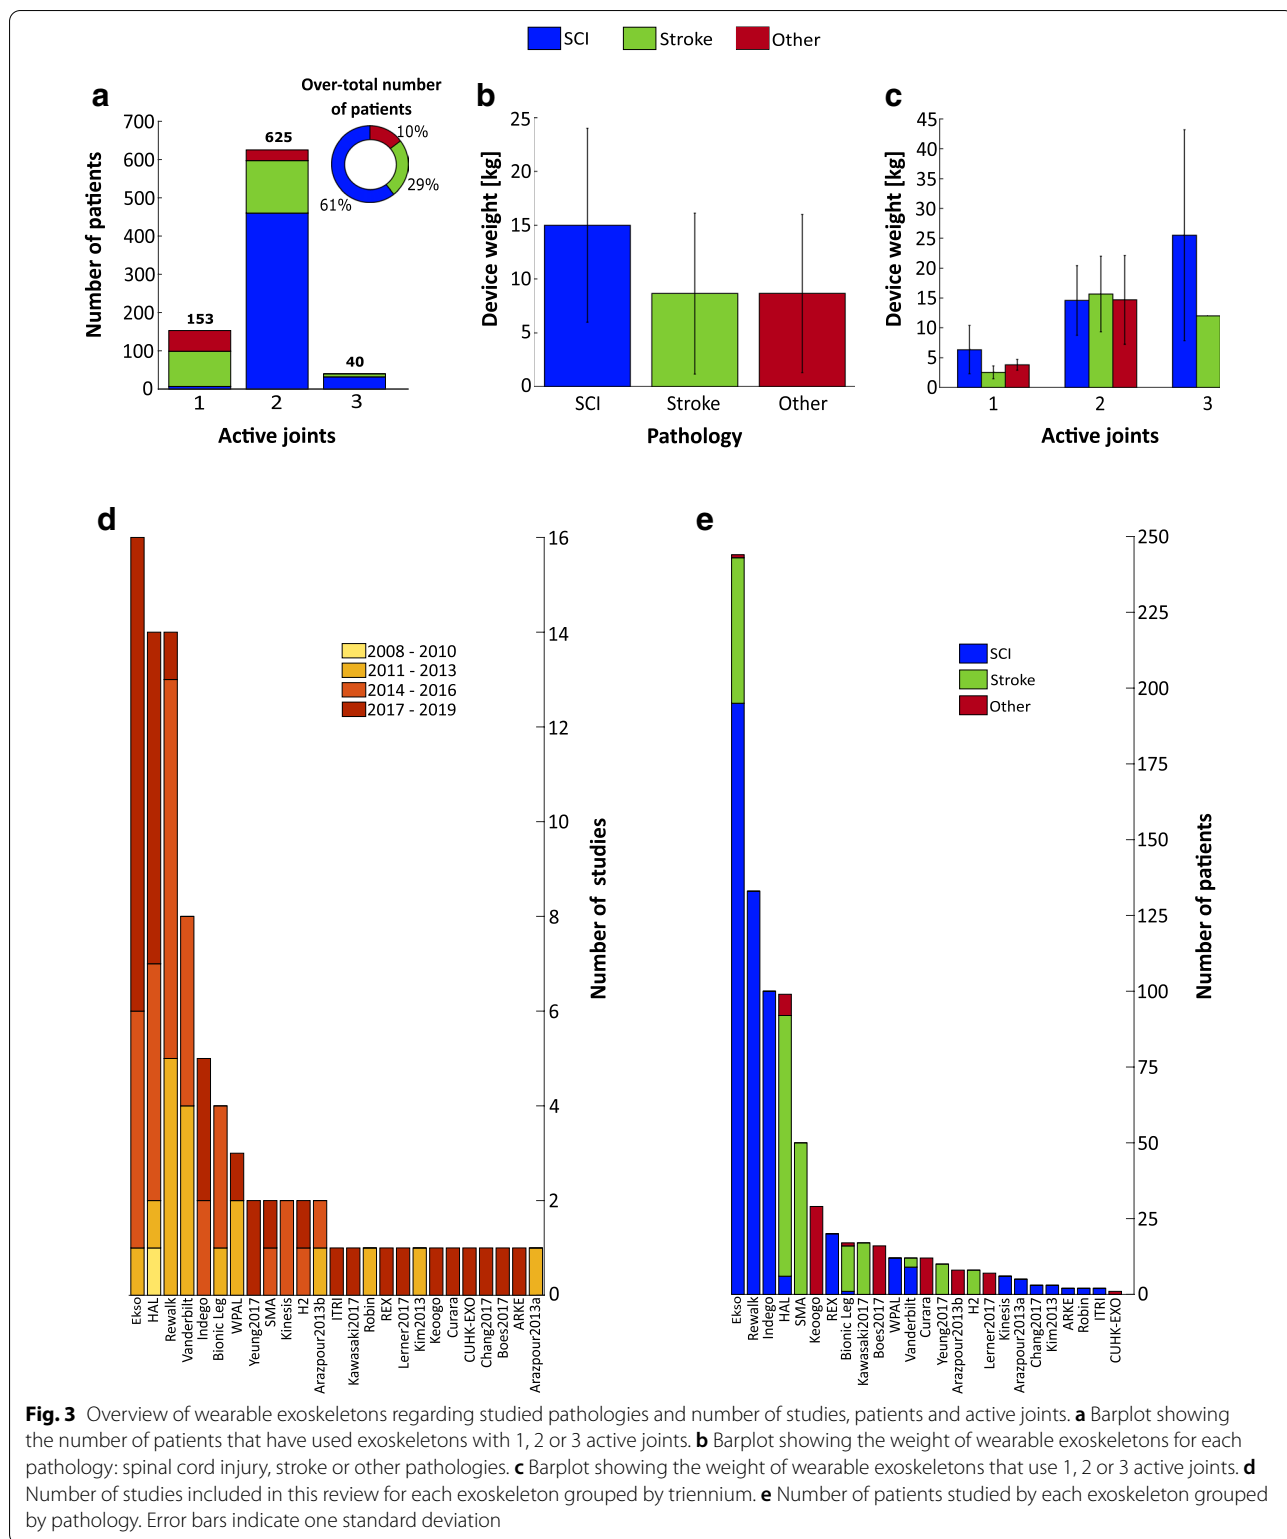 SCI Stroke Other
a
Over-total number
of patients
10%
29%
61%
Number of patients
700
600
500
400
300
200
100
0
153
625
40
1 2 3
Active joints
b
Device weight [kg]
25
20
15
10
5
0
SCI Stroke Other
Pathology
c
Device weight [kg]
45
40
35
30
25
20
15
10
5
0
1 2 3
Active joints
d
2008 - 2010
2011 - 2013
2014 - 2016
2017 - 2019
16
14
12
10
8
6
4
2
0
Number of studies
Ekso
HAL
Rewalk
Vanderbilt
Indego
Bionic Leg
WPAL
Yeung2017
SMA
Kinesis
H2
Arazpour2013b
ITRI
Kawasaki2017
Robin
REX
Lerner2017
Kim2013
Keoogo
Curara
CUHK-EXO
Chang2017
Boes2017
ARKE
Arazpour2013a
e
SCI
Stroke
Other
250
225
200
175
150
125
100
75
50
25
0
Number of patients
Ekso
Rewalk
Indego
HAL
SMA
Keoogo
REX
Bionic Leg
Kawasaki2017
Boes2017
WPAL
Vanderbilt
Curara
Yeung2017
Arazpour2013b
H2
Lerner2017
Kinesis
Arazpour2013a
Chang2017
Kim2013
ARKE
Robin
ITRI
CUHK-EXO
Fig. 3 Overview of wearable exoskeletons regarding studied pathologies and number of studies, patients and active joints. a Barplot showing
the number of patients that have used exoskeletons with 1, 2 or 3 active joints. b Barplot showing the weight of wearable exoskeletons for each
pathology: spinal cord injury, stroke or other pathologies. c Barplot showing the weight of wearable exoskeletons that use 1, 2 or 3 active joints. d
Number of studies included in this review for each exoskeleton grouped by triennium. e Number of patients studied by each exoskeleton grouped
by pathology. Error bars indicate one standard deviation